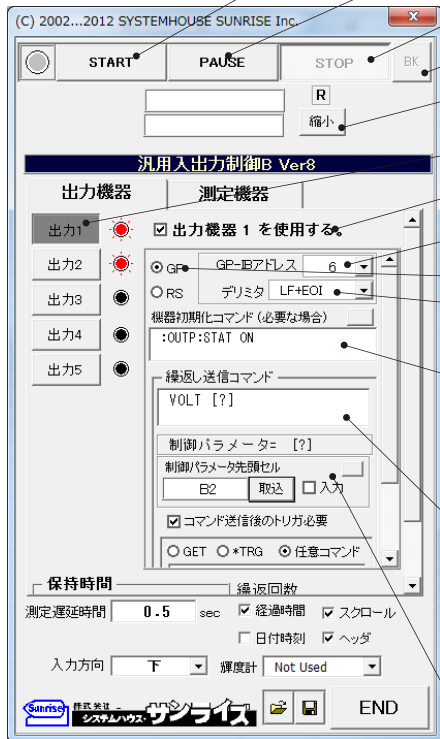 (C) 2002...2012 SYSTEMHOUSE SUNRISE Inc.
START PAUSE STOP BK
R
縮小
汎用入出力制御B Ver8
出力機器 測定機器
出力1 出力機器 1 を使用する。
出力2 GP GP-IBアドレス 6
出力3 RS デリミタ LF+EOI
機器初期化コマンド(必要な場合)
出力4 :OUTP:STAT ON
出力5
繰返し送信コマンド
VOLT [?]
制御パラメータ= [?]
制御パラメータ先頭セル
B2 取込 入力
コマンド送信後のトリガ必要
GET *TRG 任意コマンド
保持時間 繰返回数
測定遅延時間 0.5 sec 経過時間 スクロール
日付時刻 ヘッダ
入力方向 下 輝度計 Not Used
Sunrise 株式会社
システムハウス・サンライズ END